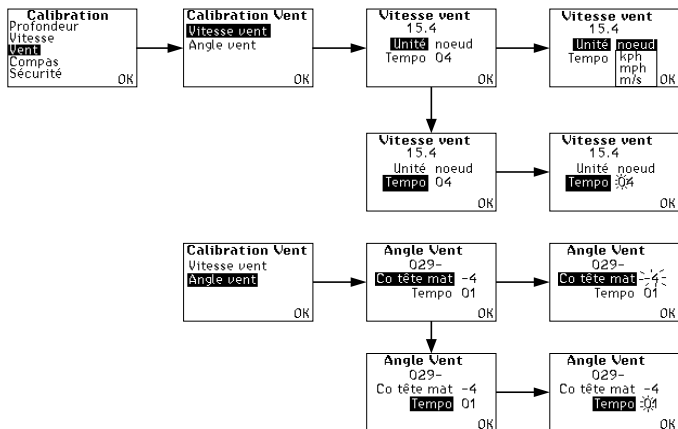 Calibration
Profondeur
Vitesse
Vent
Compas
Sécurité
OK
Calibration Vent
Vitesse vent
Angle vent
OK
Vitesse vent
15.4
Unité noeud
Tempo 04
OK
Vitesse vent
15.4
Unité noeud
Tempo kph
mph
m/s
OK
Vitesse vent
15.4
Unité noeud
Tempo 04
OK
Vitesse vent
15.4
Unité noeud
Tempo 04
OK
Calibration Vent
Vitesse vent
Angle vent
OK
Angle Vent
029-
Co tête mat -4
Tempo 01
OK
Angle Vent
029-
Co tête mat -4
Tempo 01
OK
Angle Vent
029-
Co tête mat -4
Tempo 01
OK
Angle Vent
029-
Co tête mat -4
Tempo 01
OK